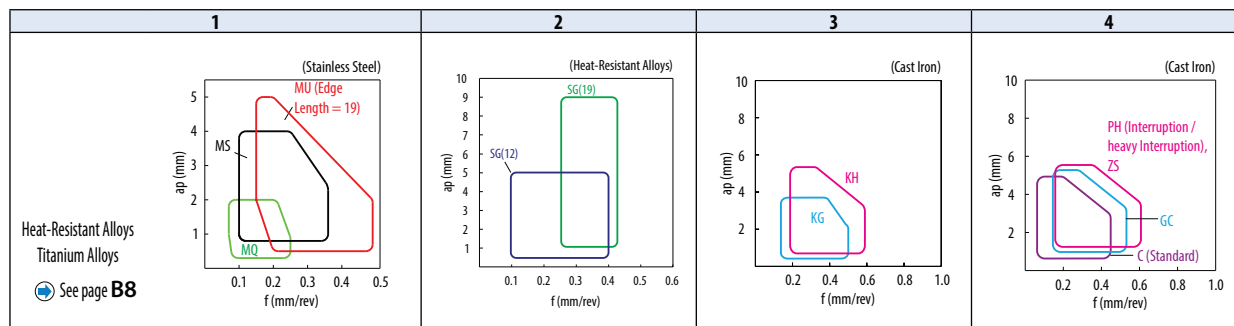 1
2
3
4
Heat-Resistant Alloys
Titanium Alloys
See page B8
(Stainless Steel)
MU (Edge
Length = 19)
MS
MQ
ap (mm)
5
4
3
2
1
0.1
0.2
0.3
0.4
0.5
f (mm/rev)
(Heat-Resistant Alloys)
SG(19)
SG(12)
ap (mm)
10
9
8
7
6
5
4
3
2
1
0.1
0.2
0.3
0.4
0.5
0.6
f (mm/rev)
(Cast Iron)
KH
KG
ap (mm)
10
8
6
4
2
0.2
0.4
0.6
0.8
1.0
f (mm/rev)
(Cast Iron)
PH (Interruption /
heavy Interruption),
ZS
GC
C (Standard)
ap (mm)
10
8
6
4
2
0.2
0.4
0.6
0.8
1.0
f (mm/rev)